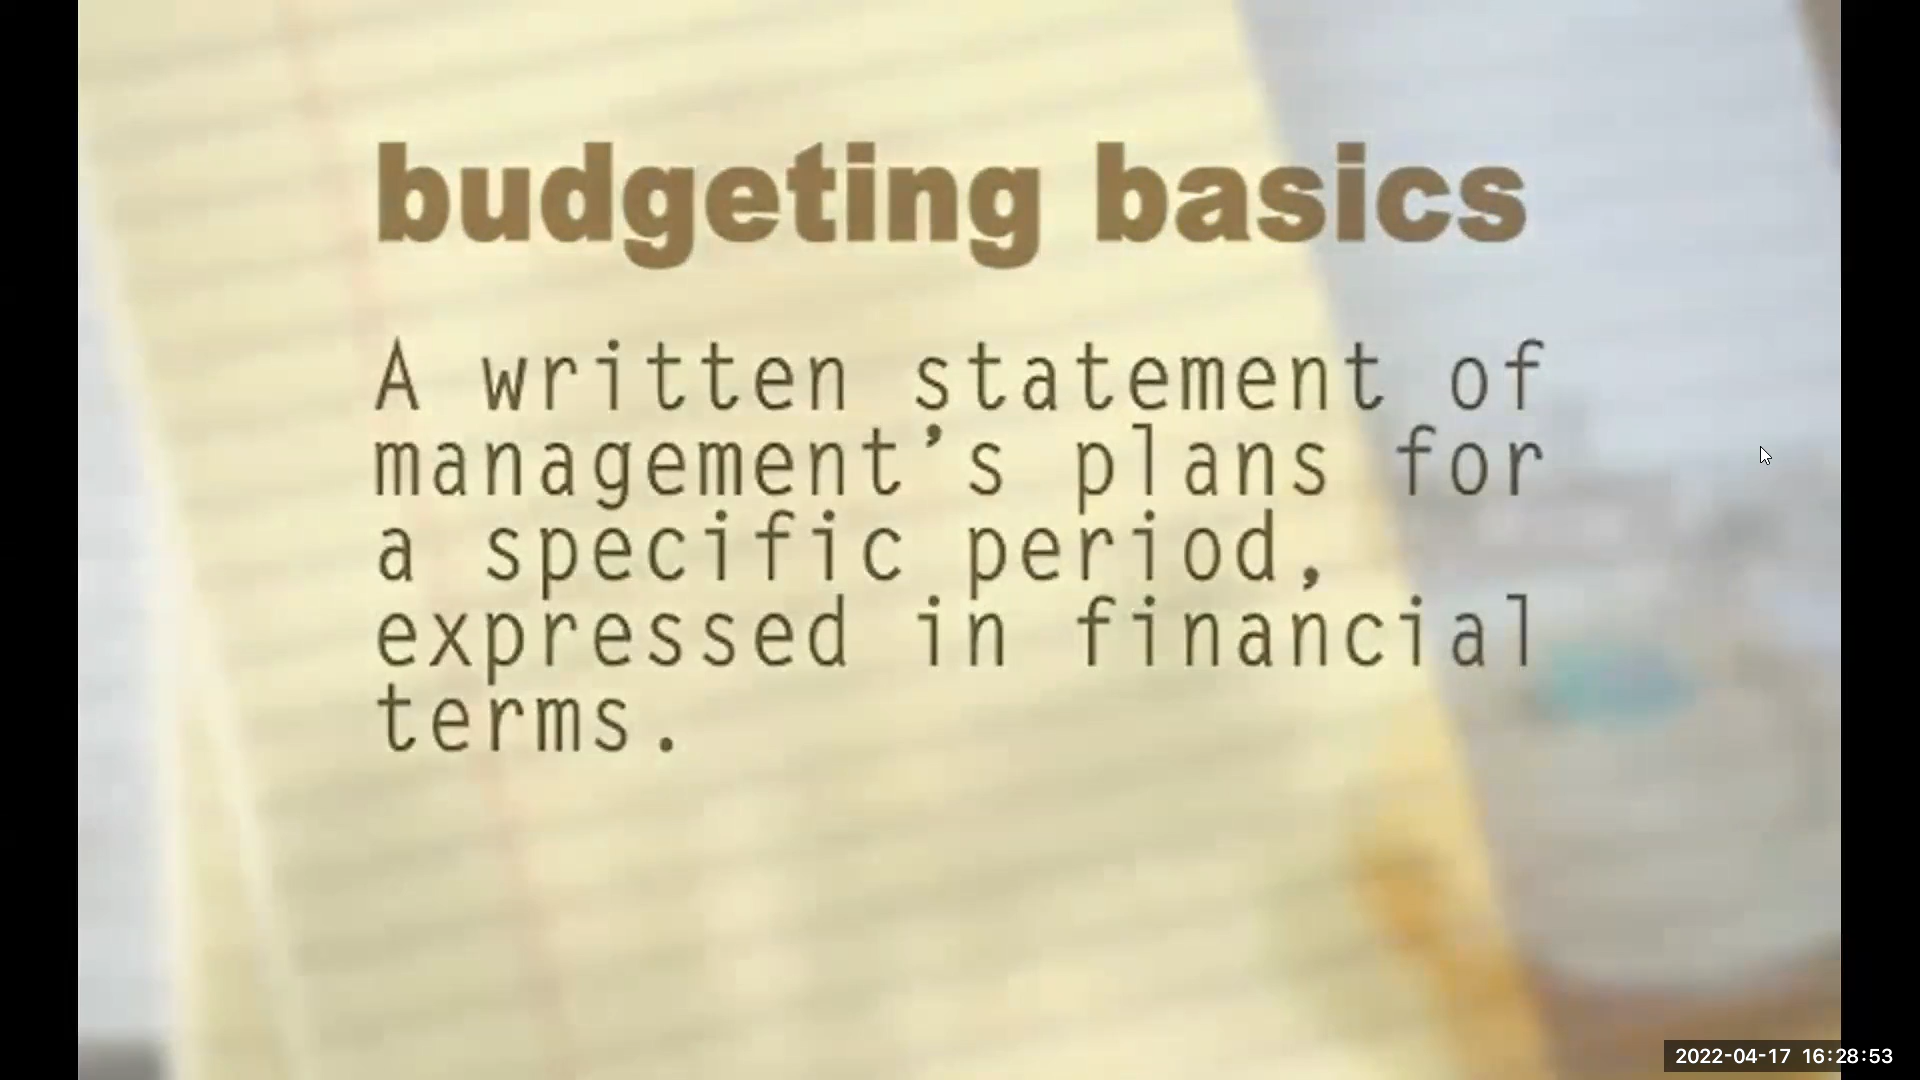 budgeting basics
A written statement of
management’s plans for
a specific period,
expressed in financial
terms.
2022-04-17 16:28:53